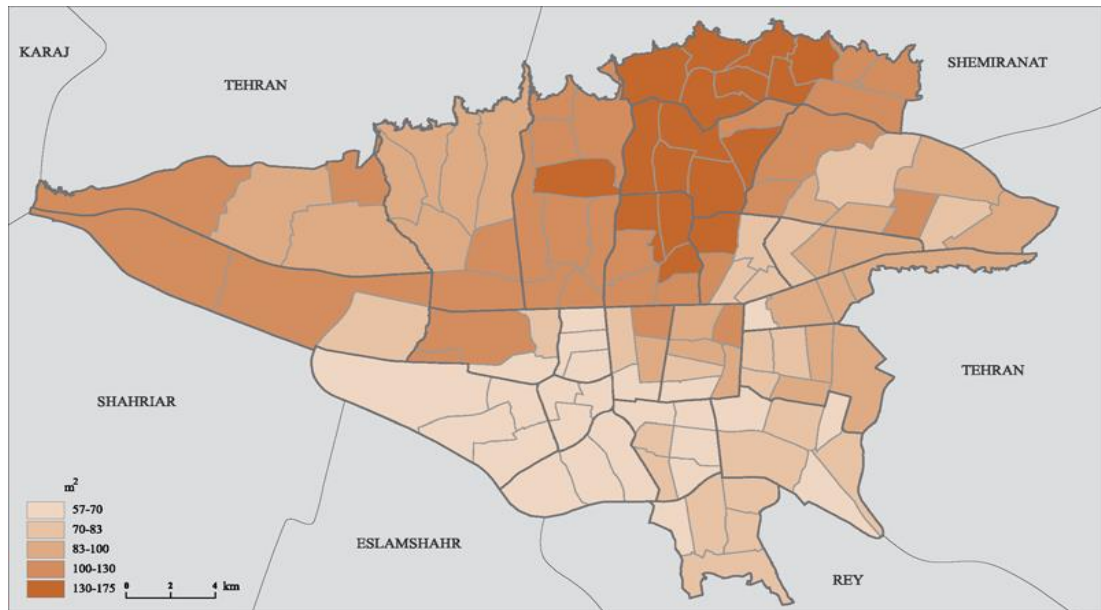 KARAJ
TEHRAN
SHEMIRANAT
TEHRAN
SHAHRIAR
ESLAMSHAHR
REY
m²
57-70
70-83
83-100
100-130
130-175
0 2 4 km